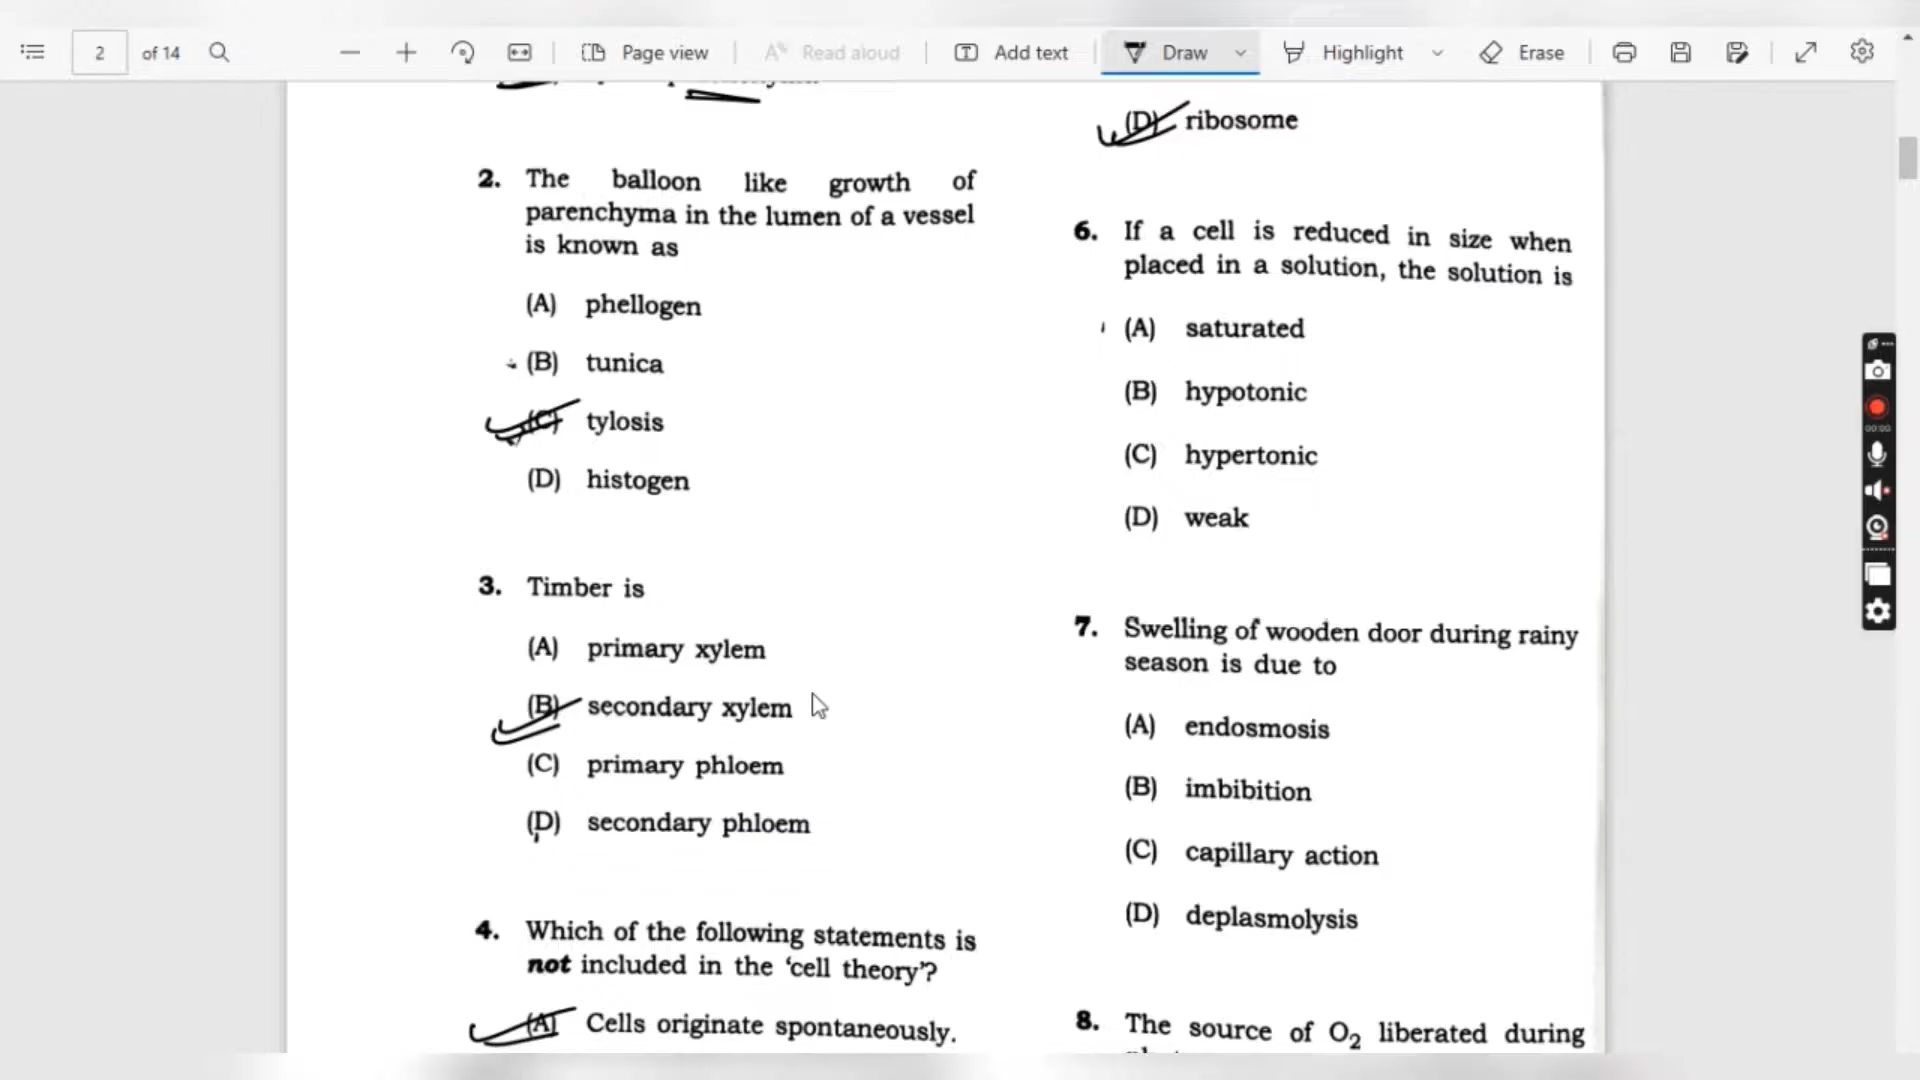 2
of 14
Page view
Read aloud
Add text
Draw
Highlight
Erase
2. The balloon like growth of
parenchyma in the lumen of a vessel
is known as
(A) phellogen
(B) tunica
(C) tylosis
(D) histogen
3. Timber is
(A) primary xylem
(B) secondary xylem
(C) primary phloem
(D) secondary phloem
4. Which of the following statements is
not included in the ‘cell theory’?
(A) Cells originate spontaneously.
(D) ribosome
6. If a cell is reduced in size when
placed in a solution, the solution is
(A) saturated
(B) hypotonic
(C) hypertonic
(D) weak
7. Swelling of wooden door during rainy
season is due to
(A) endosmosis
(B) imbibition
(C) capillary action
(D) deplasmolysis
8. The source of O₂ liberated during
00:00